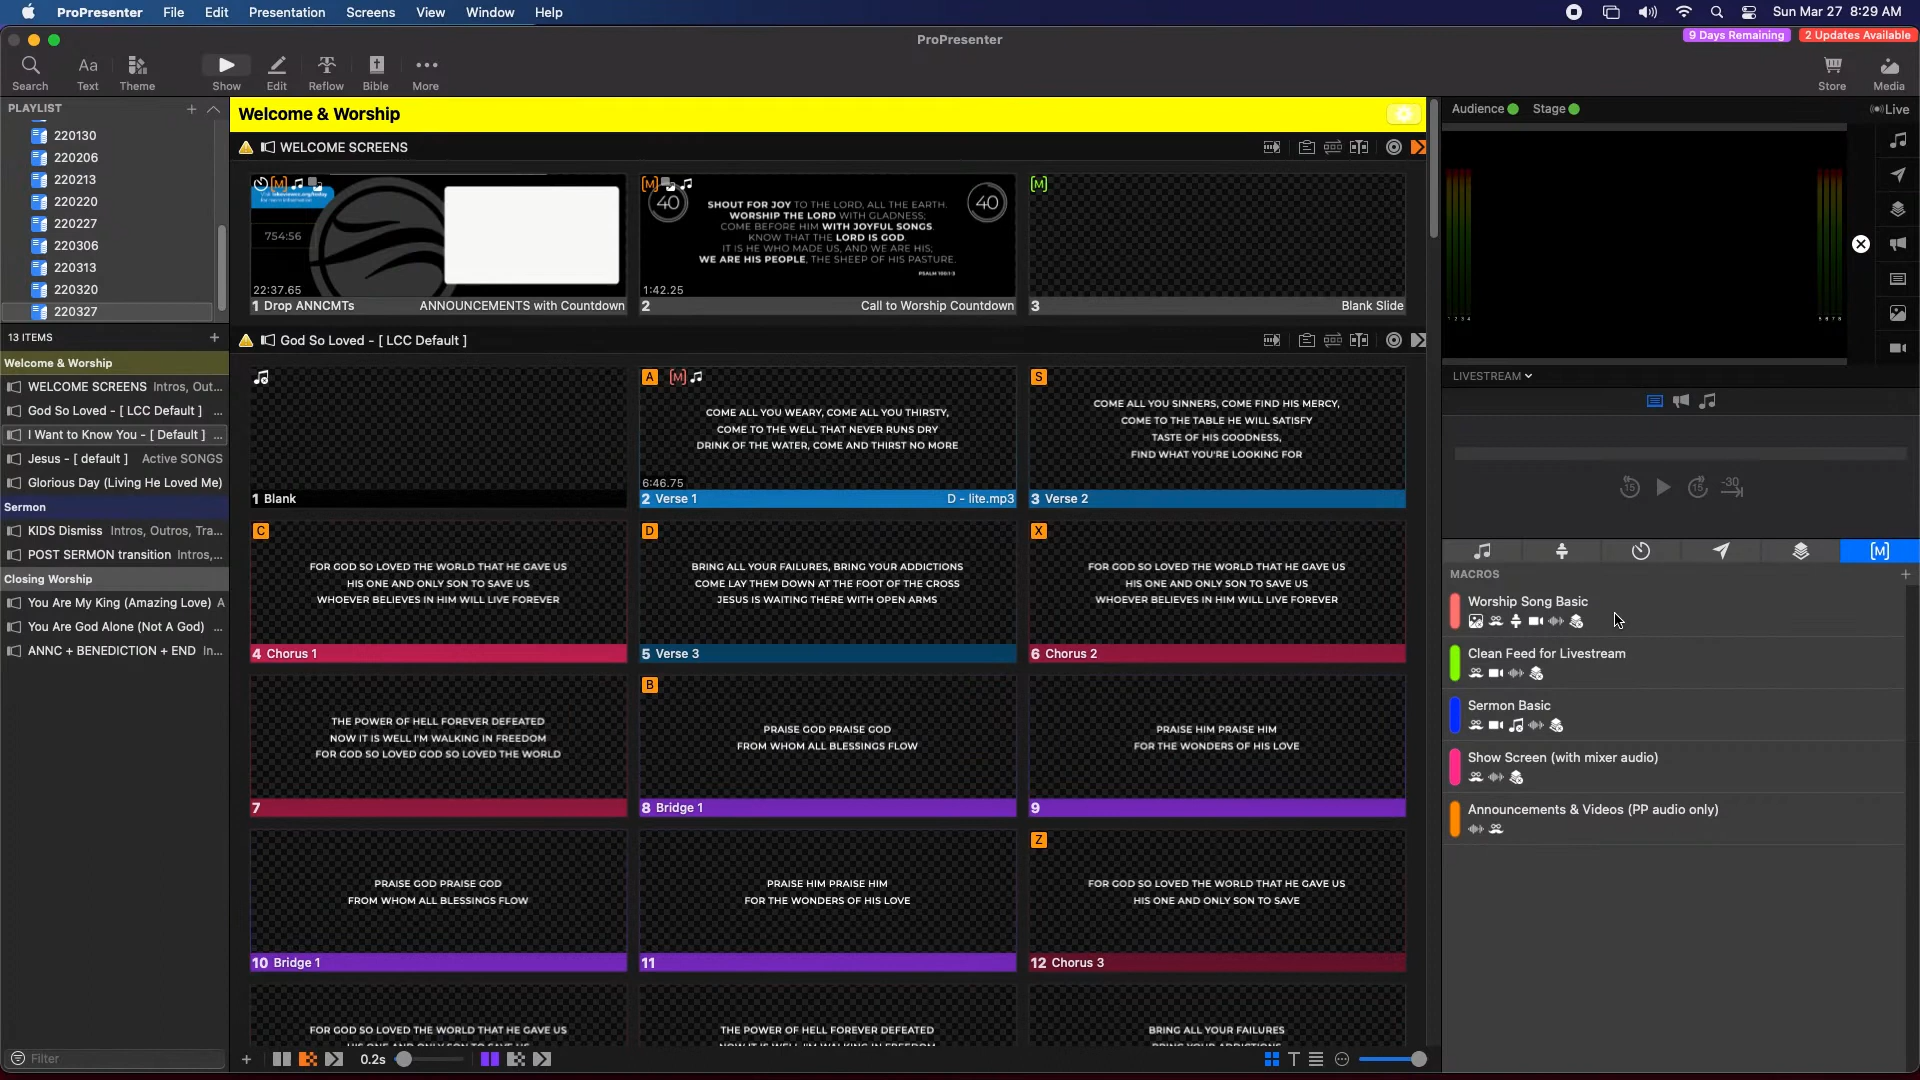 ProPresenter File Edit Presentation Screens View Window Help
Sun Mar 27 8:29 AM
ProPresenter
9 Days Remaining
2 Updates Available
Search
Aa
Text
Theme
Show
Edit
Reflow
Bible
More
Store
Media
PLAYLIST
220130
220206
220213
220220
220227
220306
220313
220320
220327
13 ITEMS
Welcome & Worship
WELCOME SCREENS Intros, Out...
God So Loved - [ LCC Default ] ...
I Want to Know You - [ Default ] ...
Jesus - [ default ] Active SONGS
Glorious Day (Living He Loved Me)
Sermon
KIDS Dismiss Intros, Outros, Tra...
POST SERMON transition Intros,...
Closing Worship
You Are My King (Amazing Love) A
You Are God Alone (Not A God) ...
ANNC + BENEDICTION + END In...
Filter
Welcome & Worship
WELCOME SCREENS
[M]
754:56
22:37.65
1 Drop ANNCMTs
ANNOUNCEMENTS with Countdown
[M]
40
40
SHOUT FOR JOY TO THE LORD, ALL THE EARTH.
WORSHIP THE LORD WITH GLADNESS;
COME BEFORE HIM WITH JOYFUL SONGS.
KNOW THAT THE LORD IS GOD.
IT IS HE WHO MADE US, AND WE ARE HIS;
WE ARE HIS PEOPLE, THE SHEEP OF HIS PASTURE.
PSALM 100:1-3
1:42.25
2
Call to Worship Countdown
[M]
3
Blank Slide
God So Loved - [ LCC Default ]
1 Blank
A [M]
COME ALL YOU WEARY, COME ALL YOU THIRSTY,
COME TO THE WELL THAT NEVER RUNS DRY
DRINK OF THE WATER, COME AND THIRST NO MORE
6:46.75
2 Verse 1
D - lite.mp3
S
COME ALL YOU SINNERS, COME FIND HIS MERCY,
COME TO THE TABLE HE WILL SATISFY
TASTE OF HIS GOODNESS,
FIND WHAT YOU'RE LOOKING FOR
3 Verse 2
C
FOR GOD SO LOVED THE WORLD THAT HE GAVE US
HIS ONE AND ONLY SON TO SAVE US
WHOEVER BELIEVES IN HIM WILL LIVE FOREVER
4 Chorus 1
D
BRING ALL YOUR FAILURES, BRING YOUR ADDICTIONS
COME LAY THEM DOWN AT THE FOOT OF THE CROSS
JESUS IS WAITING THERE WITH OPEN ARMS
5 Verse 3
X
FOR GOD SO LOVED THE WORLD THAT HE GAVE US
HIS ONE AND ONLY SON TO SAVE US
WHOEVER BELIEVES IN HIM WILL LIVE FOREVER
6 Chorus 2
THE POWER OF HELL FOREVER DEFEATED
NOW IT IS WELL I'M WALKING IN FREEDOM
FOR GOD SO LOVED GOD SO LOVED THE WORLD
7
B
PRAISE GOD PRAISE GOD
FROM WHOM ALL BLESSINGS FLOW
8 Bridge 1
PRAISE HIM PRAISE HIM
FOR THE WONDERS OF HIS LOVE
9
PRAISE GOD PRAISE GOD
FROM WHOM ALL BLESSINGS FLOW
10 Bridge 1
PRAISE HIM PRAISE HIM
FOR THE WONDERS OF HIS LOVE
11
Z
FOR GOD SO LOVED THE WORLD THAT HE GAVE US
HIS ONE AND ONLY SON TO SAVE
12 Chorus 3
FOR GOD SO LOVED THE WORLD THAT HE GAVE US
THE POWER OF HELL FOREVER DEFEATED
BRING ALL YOUR FAILURES
0.2s
Audience
Stage
Live
1 2 3 4
5 6 7 8
LIVESTREAM
15
15
-30
[M]
MACROS
Worship Song Basic
Clean Feed for Livestream
Sermon Basic
Show Screen (with mixer audio)
Announcements & Videos (PP audio only)